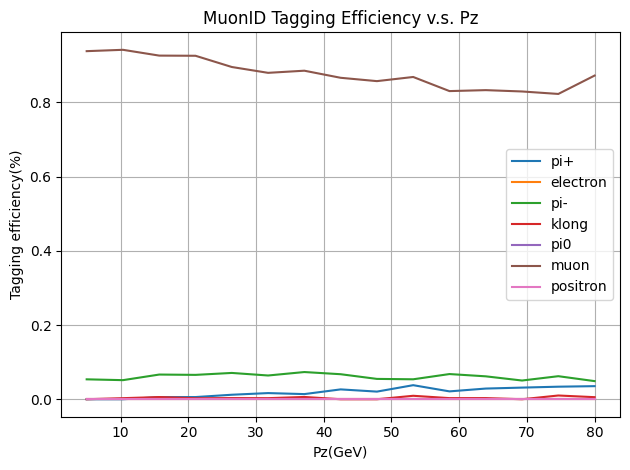 MuonID Tagging Efficiency v.s. Pz
Tagging efficiency(%)
0.8
0.6
0.4
0.2
0.0
pi+
electron
pi-
klong
pi0
muon
positron
10 20 30 40 50 60 70 80
Pz(GeV)